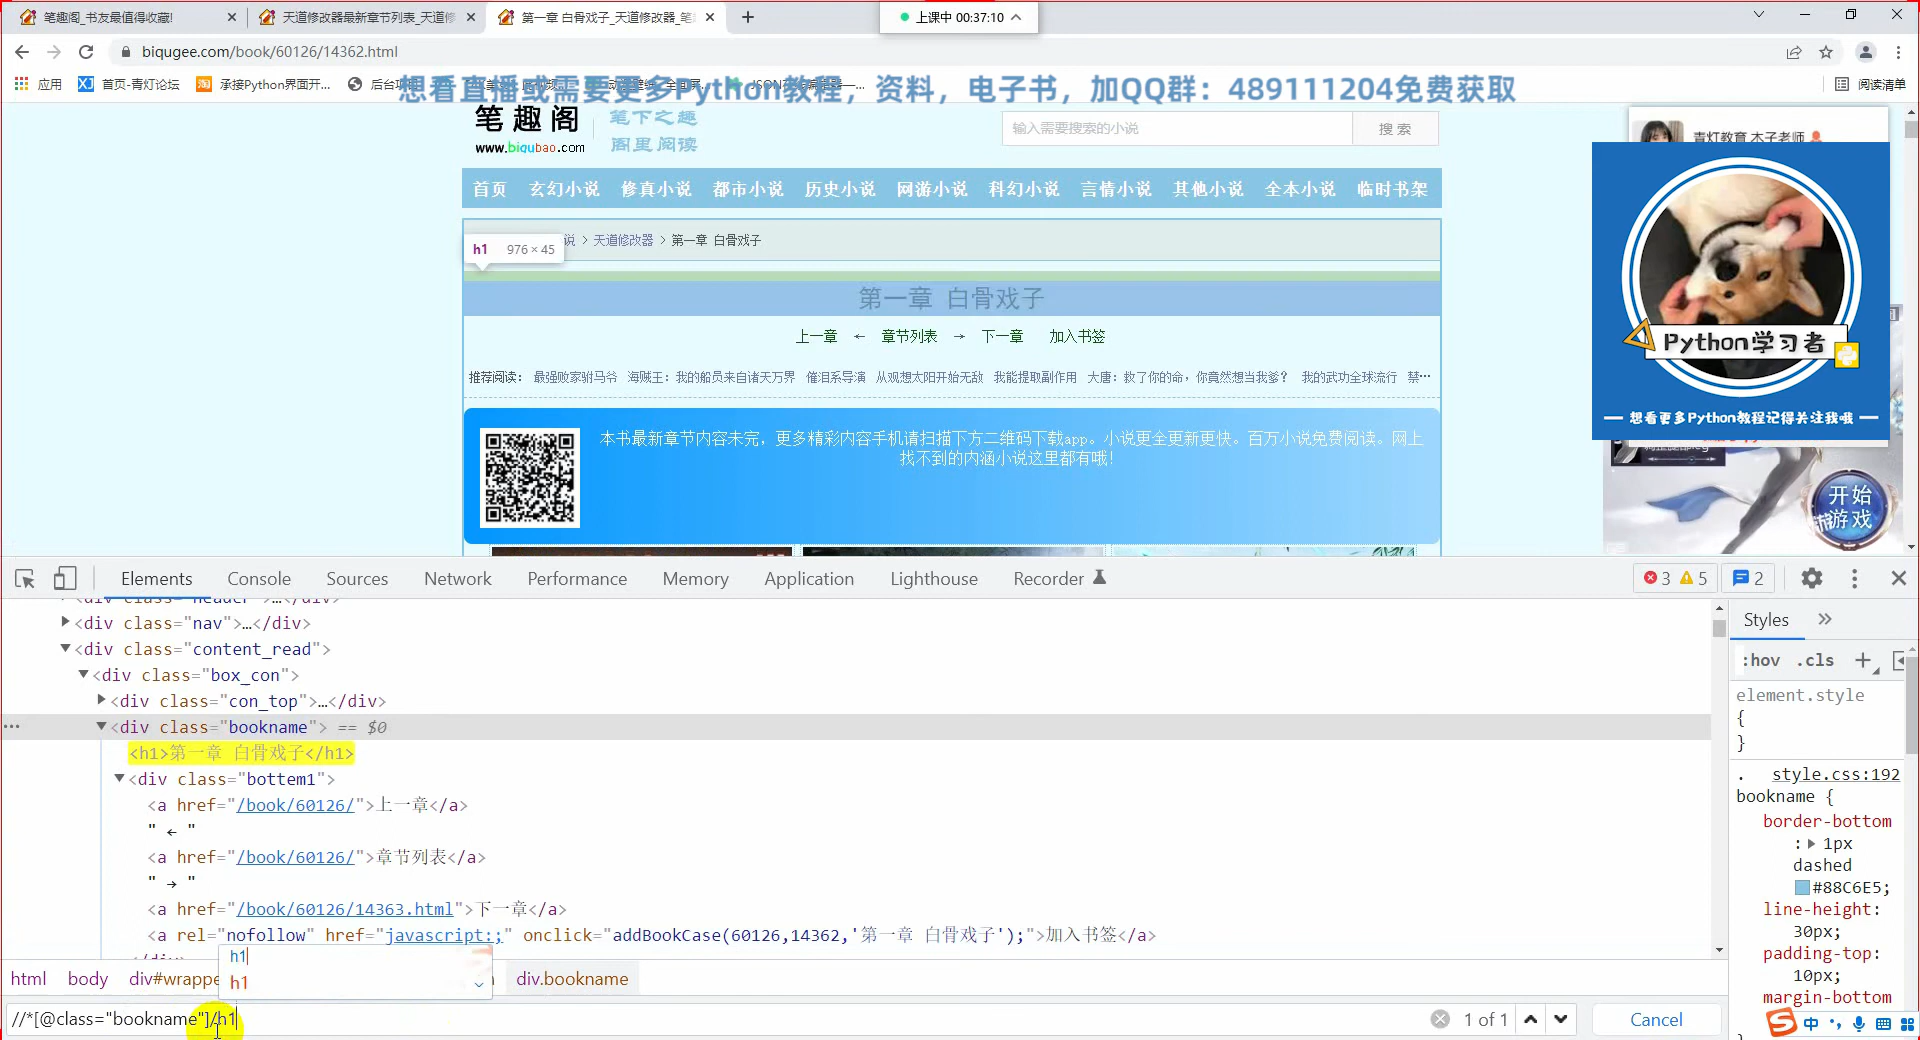 笔趣阁_书友最值得收藏!
天道修改器最新章节列表_天道修
第一章 白骨戏子_天道修改器_笔
上课中 00:37:10
biqugee.com/book/60126/14362.html
应用
首页-青灯论坛
承接Python界面开...
后台
阅读清单
想看直播或需要更多Python教程，资料，电子书，加QQ群：489111204免费获取
笔趣阁
www.biqubao.com
笔下之趣
阁里阅读
输入需要搜索的小说
搜 索
首页 玄幻小说 修真小说 都市小说 历史小说 网游小说 科幻小说 言情小说 其他小说 全本小说 临时书架
说 > 天道修改器 > 第一章 白骨戏子
h1 976 × 45
第一章 白骨戏子
上一章 ← 章节列表 → 下一章 加入书签
推荐阅读： 最强败家驸马爷 海贼王：我的船员来自诸天万界 催泪系导演 从观想太阳开始无敌 我能提取副作用 大唐：救了你的命，你竟然想当我爹？ 我的武功全球流行 禁…
本书最新章节内容未完，更多精彩内容手机请扫描下方二维码下载app。小说更全更新更快。百万小说免费阅读。网上
找不到的内涵小说这里都有哦！
青灯教育 木子老师
Python学习者
想看更多Python教程记得关注我哦
开始
游戏
Elements Console Sources Network Performance Memory Application Lighthouse Recorder
3 5 2
<div class="header">…</div>
<div class="nav">…</div>
<div class="content_read">
<div class="box_con">
<div class="con_top">…</div>
<div class="bookname"> == $0
<h1>第一章 白骨戏子</h1>
<div class="bottem1">
<a href="/book/60126/">上一章</a>
" ← "
<a href="/book/60126/">章节列表</a>
" → "
<a href="/book/60126/14363.html">下一章</a>
<a rel="nofollow" href="javascript:;" onclick="addBookCase(60126,14362,'第一章 白骨戏子');">加入书签</a>
h1
h1
html body div#wrappe div.bookname
//*[@class="bookname"]/h1
1 of 1
Cancel
Styles
:hov .cls
element.style
{
}
. style.css:192
bookname {
border-bottom
: 1px
dashed
#88C6E5;
line-height:
30px;
padding-top:
10px;
margin-bottom
中